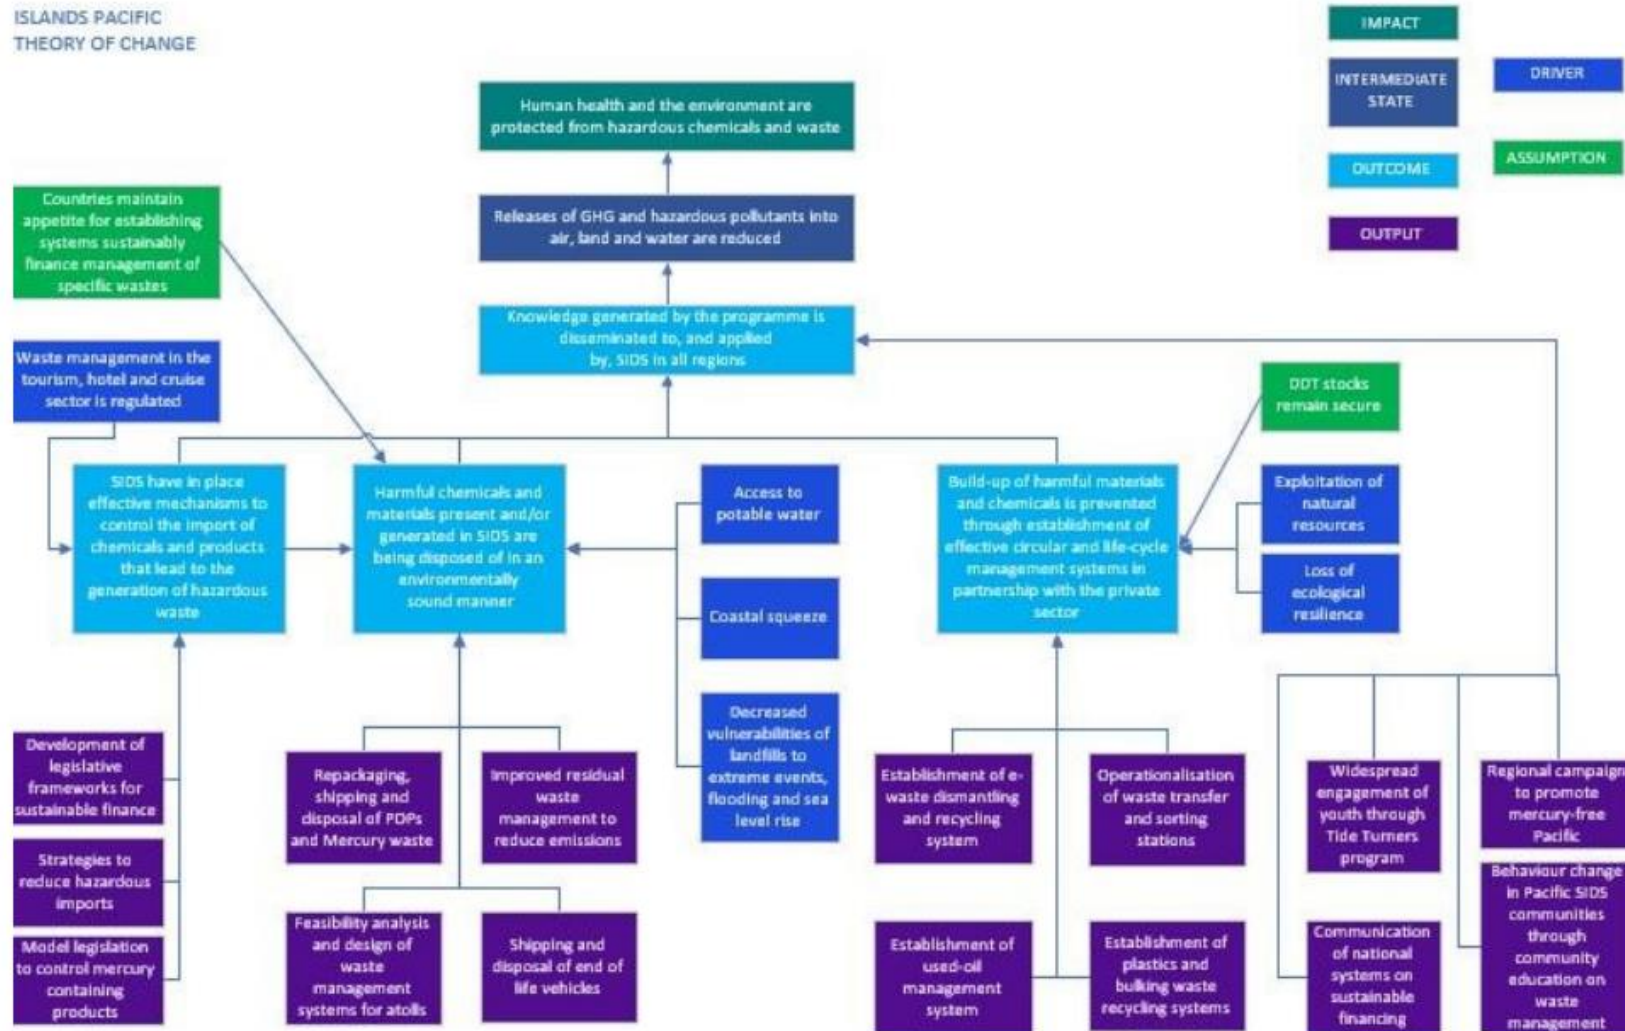 ISLANDS PACIFIC
THEORY OF CHANGE
IMPACT
INTERMEDIATE
STATE
DRIVER
OUTCOME
ASSUMPTION
OUTPUT
Human health and the environment are
protected from hazardous chemicals and waste
Countries maintain
appetite for establishing
systems sustainably
finance management of
specific wastes
Releases of GHG and hazardous pollutants into
air, land and water are reduced
Knowledge generated by the programme is
disseminated to, and applied
by, SIDS in all regions
Waste management in the
tourism, hotel and cruise
sector is regulated
DDT stocks
remain secure
SIDS have in place
effective mechanisms to
control the import of
chemicals and products
that lead to the
generation of hazardous
waste
Harmful chemicals and
materials present and/or
generated in SIDS are
being disposed of in an
environmentally
sound manner
Access to
potable water
Coastal squeeze
Decreased
vulnerabilities of
landfills to
extreme events,
flooding and sea
level rise
Build-up of harmful materials
and chemicals is prevented
through establishment of
effective circular and life-cycle
management systems in
partnership with the private
sector
Exploitation of
natural
resources
Loss of
ecological
resilience
Development of
legislative
frameworks for
sustainable finance
Strategies to
reduce hazardous
imports
Model legislation
to control mercury
containing
products
Repackaging,
shipping and
disposal of PDPs
and Mercury waste
Improved residual
waste
management to
reduce emissions
Feasibility analysis
and design of
waste
management
systems for atolls
Shipping and
disposal of end of
life vehicles
Establishment of e-
waste dismantling
and recycling
system
Operationalisation
of waste transfer
and sorting
stations
Establishment of
used-oil
management
system
Establishment of
plastics and
bulking waste
recycling systems
Widespread
engagement of
youth through
Tide Turners
program
Regional campaign
to promote
mercury-free
Pacific
Communication
of national
systems on
sustainable
financing
Behaviour change
in Pacific SIDS
communities
through
community
education on
waste
management